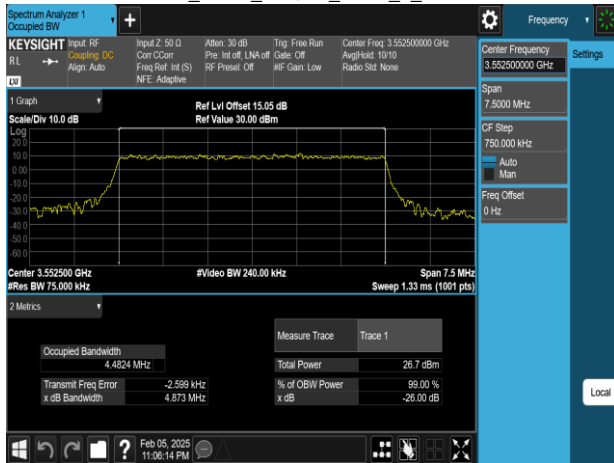 Spectrum Analyzer 1
Occupied BW
+
Frequency
KEYSIGHT
RL
LXI
Input: RF
Coupling: DC
Align: Auto
Input Z: 50 Ω
Corr CCorr
Freq Ref: Int (S)
NFE: Adaptive
Atten: 30 dB
Pre: Int off, LNA off
RF Preset: Off
Trig: Free Run
Gate: Off
#IF Gain: Low
Center Freq: 3.552500000 GHz
Avg|Hold: 10/10
Radio Std: None
Center Frequency
3.552500000 GHz
Settings
Span
7.5000 MHz
CF Step
750.000 kHz
Auto
Man
Freq Offset
0 Hz
Local
1 Graph
Scale/Div 10.0 dB
Ref Lvl Offset 15.05 dB
Ref Value 30.00 dBm
Log
20.0
10.0
0.00
-10.0
-20.0
-30.0
-40.0
-50.0
-60.0
Center 3.552500 GHz
#Res BW 75.000 kHz
#Video BW 240.00 kHz
Span 7.5 MHz
Sweep 1.33 ms (1001 pts)
2 Metrics
Measure Trace Trace 1
Occupied Bandwidth
4.4824 MHz
Total Power 26.7 dBm
Transmit Freq Error -2.599 kHz
% of OBW Power 99.00 %
x dB Bandwidth 4.873 MHz
x dB -26.00 dB
?
Feb 05, 2025
11:06:14 PM